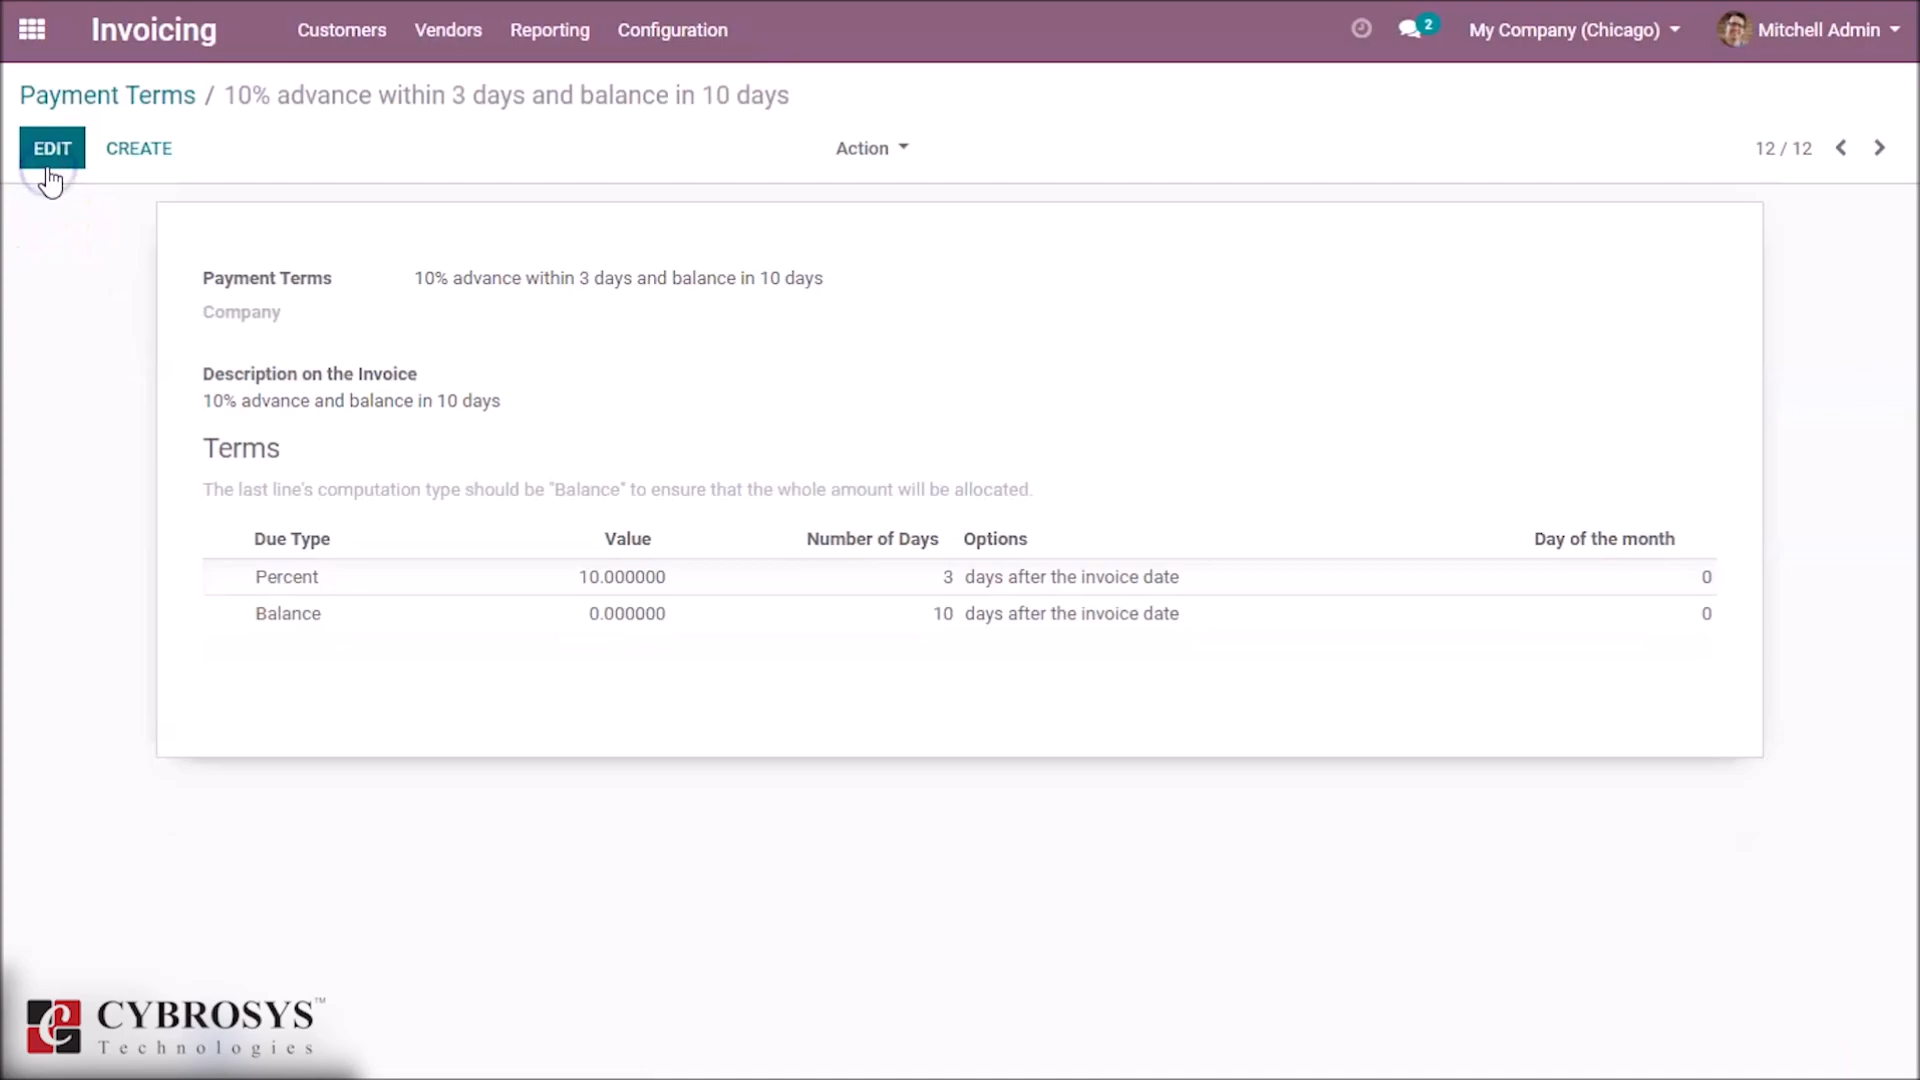 Invoicing Customers Vendors Reporting Configuration 2 My Company (Chicago) Mitchell Admin
Payment Terms / 10% advance within 3 days and balance in 10 days
EDIT CREATE Action 12 / 12
Payment Terms 10% advance within 3 days and balance in 10 days
Company
Description on the Invoice
10% advance and balance in 10 days
Terms
The last line's computation type should be "Balance" to ensure that the whole amount will be allocated.
Due Type Value Number of Days Options Day of the month
Percent 10.000000 3 days after the invoice date 0
Balance 0.000000 10 days after the invoice date 0
CYBROSYS™
Technologies